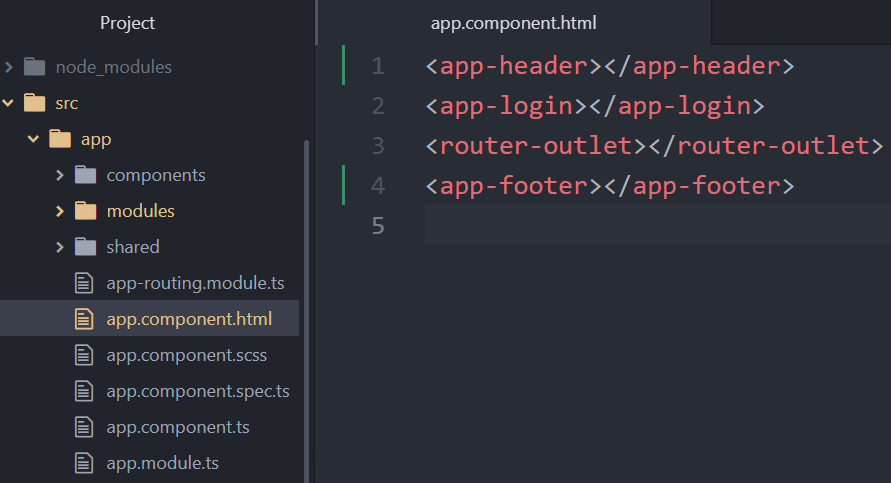 Project
node_modules
src
app
components
modules
shared
app-routing.module.ts
app.component.html
app.component.scss
app.component.spec.ts
app.component.ts
app.module.ts
app.component.html
1 <app-header></app-header>
2 <app-login></app-login>
3 <router-outlet></router-outlet>
4 <app-footer></app-footer>
5